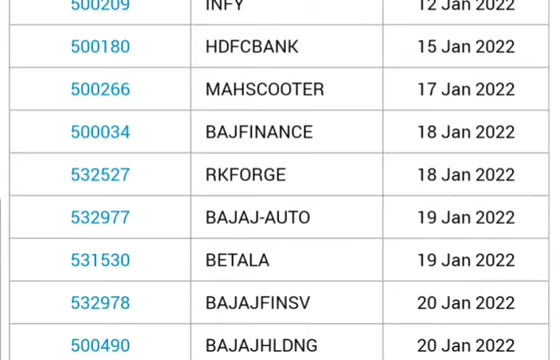 500209 INFY 12 Jan 2022
500180 HDFCBANK 15 Jan 2022
500266 MAHSCOOTER 17 Jan 2022
500034 BAJFINANCE 18 Jan 2022
532527 RKFORGE 18 Jan 2022
532977 BAJAJ-AUTO 19 Jan 2022
531530 BETALA 19 Jan 2022
532978 BAJAJFINSV 20 Jan 2022
500490 BAJAJHLDNG 20 Jan 2022